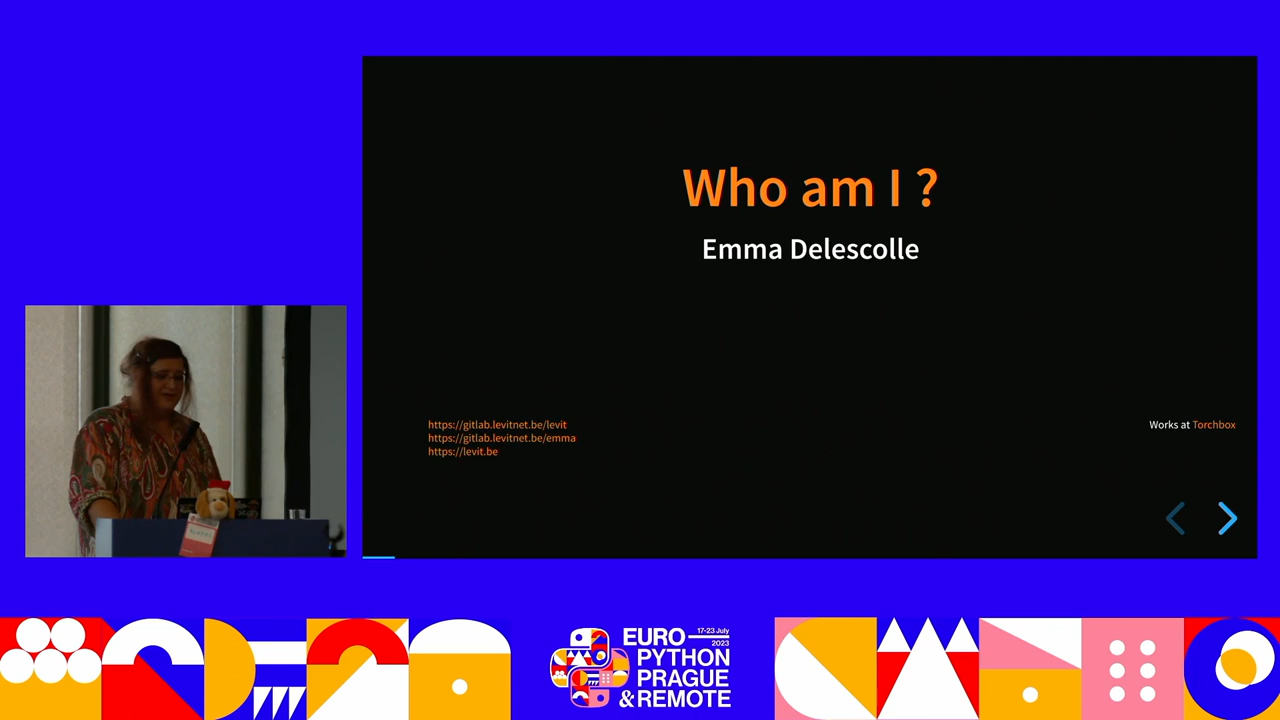 Who am I ?
Emma Delescolle
https://gitlab.levitnet.be/levit
https://gitlab.levitnet.be/emma
https://levit.be
Works at Torchbox
EURO 17-23 July 2023
PYTHON
PRAGUE
& REMOTE